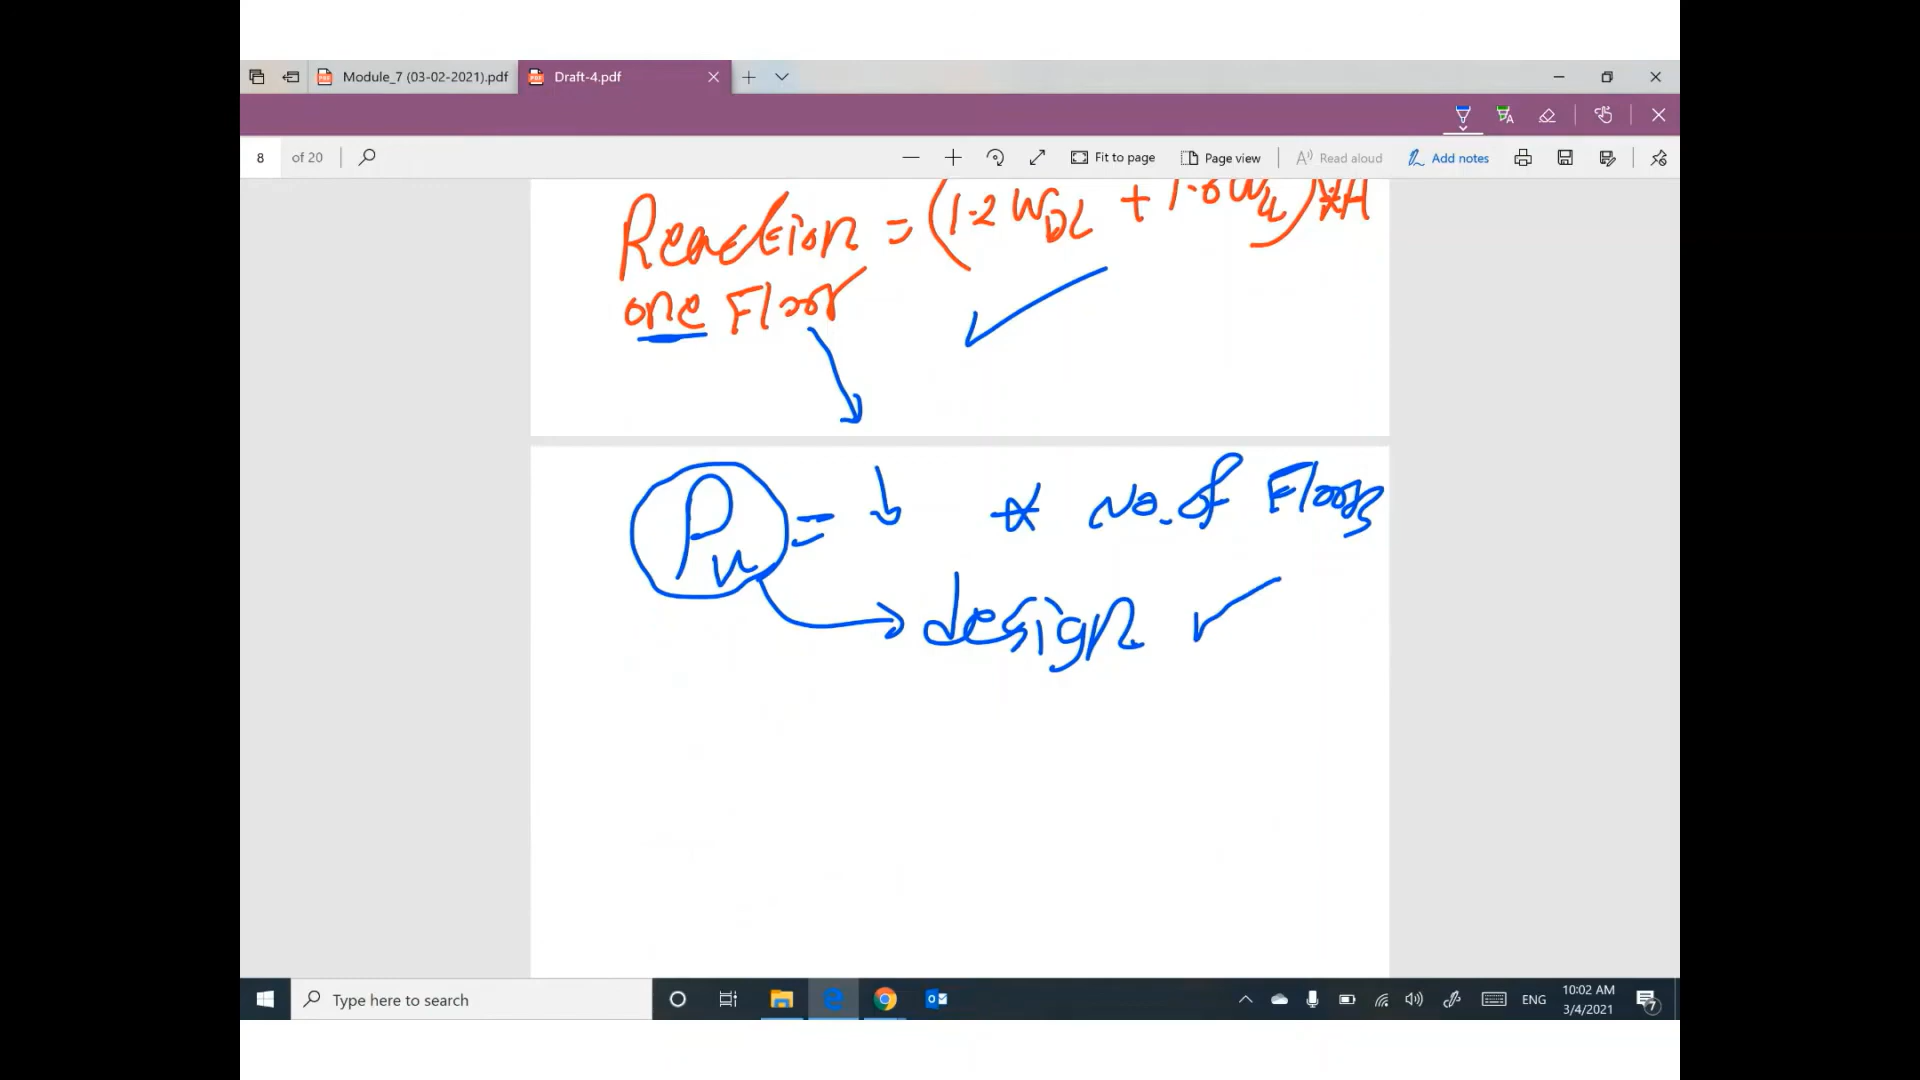 Module_7 (03-02-2021).pdf Draft-4.pdf
8 of 20 Fit to page Page view Read aloud Add notes
Reaction = (1.2 WDL + 1.6 WLL) * A
one Floor
Pu = ↓ * No. of Floors
design ✓
Type here to search ENG 10:02 AM
3/4/2021 7